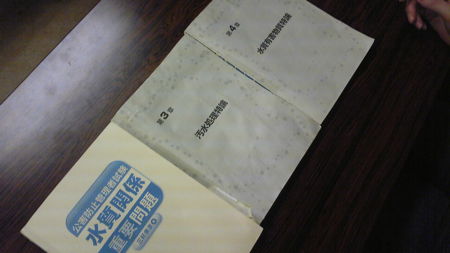 第4章
水質有害物質特論
第3章
汚水処理特論
公害防止管理者試験
水質関係
重要問題